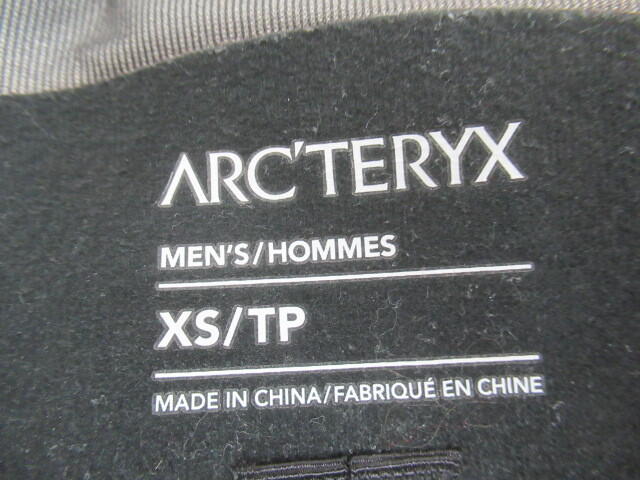 ARC'TERYX
MEN'S/HOMMES
XS/TP
MADE IN CHINA/FABRIQUÉ EN CHINE